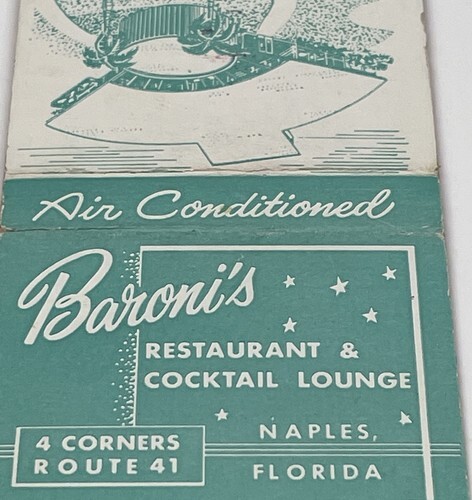 Air Conditioned
Baroni's
RESTAURANT &
COCKTAIL LOUNGE
4 CORNERS
ROUTE 41
NAPLES,
FLORIDA